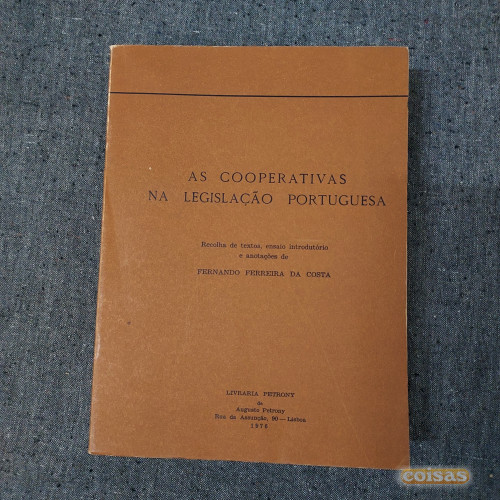 AS COOPERATIVAS
NA LEGISLAÇÃO PORTUGUESA
Recolha de textos, ensaio introdutório
e anotações de
FERNANDO FERREIRA DA COSTA
LIVRARIA PETRONY
de
Augusto Petrony
Rua da Assunção, 90 — Lisboa
1976
coisas